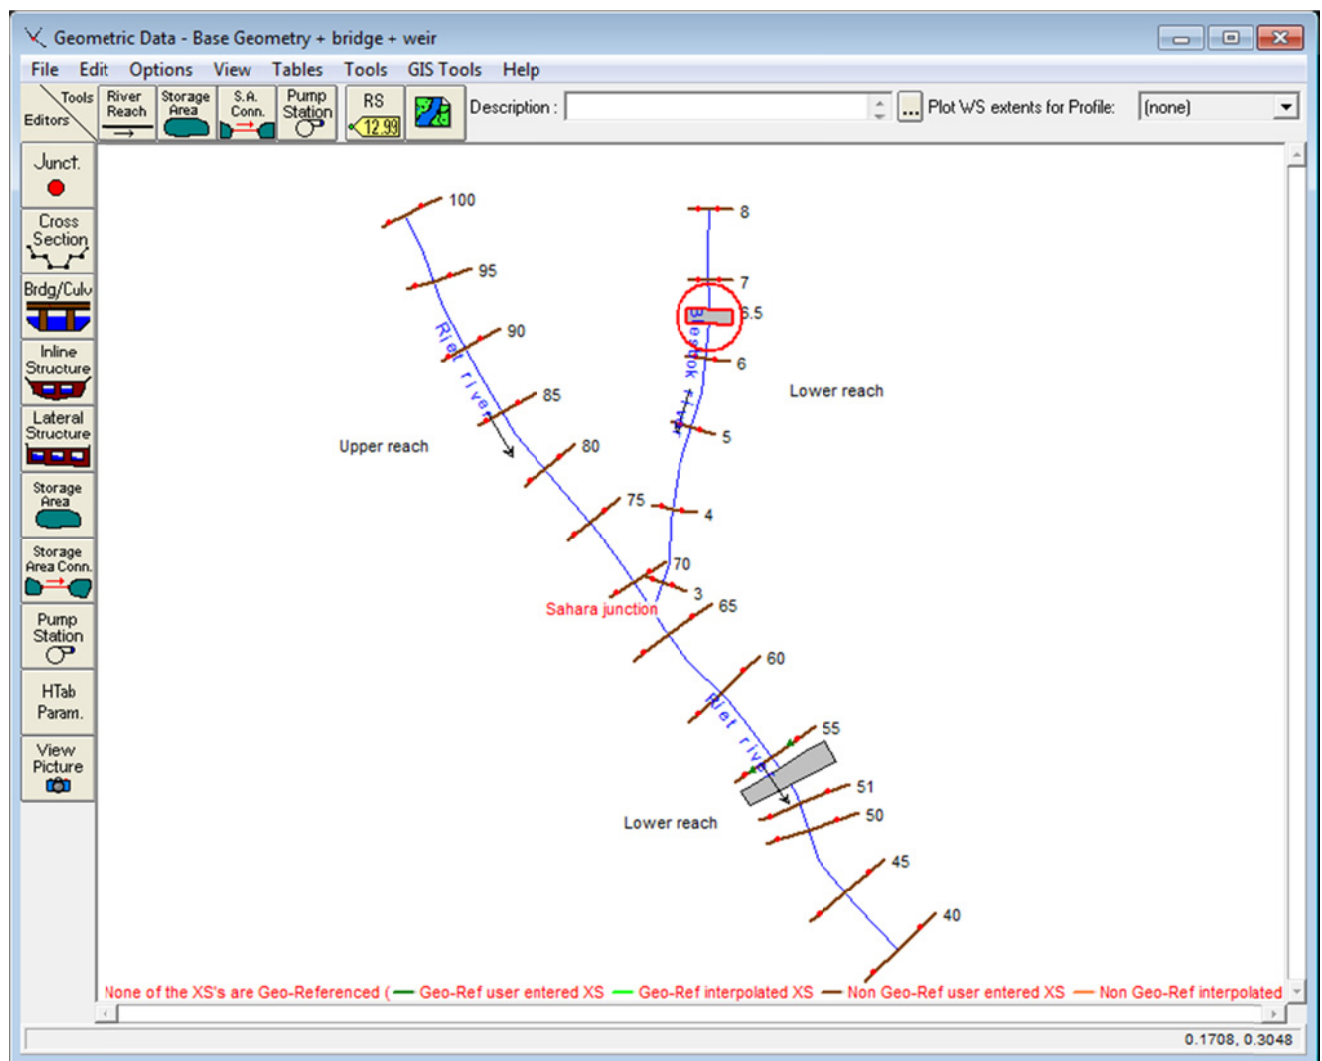 Geometric Data - Base Geometry + bridge + weir
File Edit Options View Tables Tools GIS Tools Help
Tools
Editors
River
Reach
Storage
Area
S.A.
Conn.
Pump
Station
RS
12.99
Description :
...
Plot WS extents for Profile:
(none)
Junct.
Cross
Section
Brdg/Culv
Inline
Structure
Lateral
Structure
Storage
Area
Storage
Area Conn.
Pump
Station
HTab
Param.
View
Picture
100
95
90
85
80
75
70
65
60
55
51
50
45
40
8
7
6.5
6
5
4
3
Riet river
Blesbok river
Riet river
Upper reach
Lower reach
Sahara junction
Lower reach
None of the XS's are Geo-Referenced ( Geo-Ref user entered XS Geo-Ref interpolated XS Non Geo-Ref user entered XS Non Geo-Ref interpolated
0.1708, 0.3048